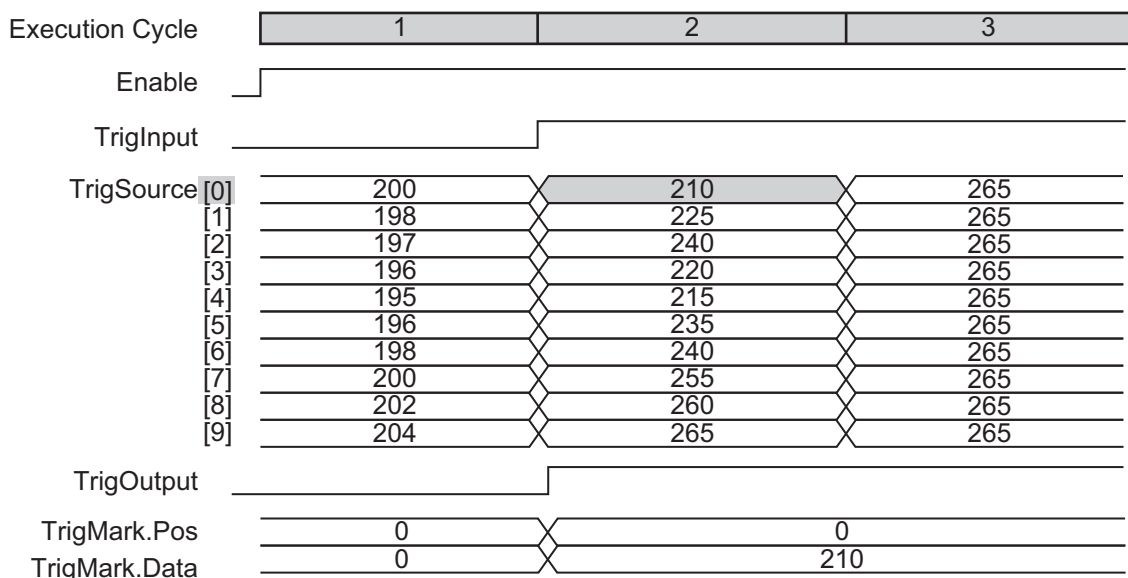 Execution Cycle 1 2 3
Enable
TrigInput
TrigSource [0] 200 210 265
[1] 198 225 265
[2] 197 240 265
[3] 196 220 265
[4] 195 215 265
[5] 196 235 265
[6] 198 240 265
[7] 200 255 265
[8] 202 260 265
[9] 204 265 265
TrigOutput
TrigMark.Pos 0 0
TrigMark.Data 0 210